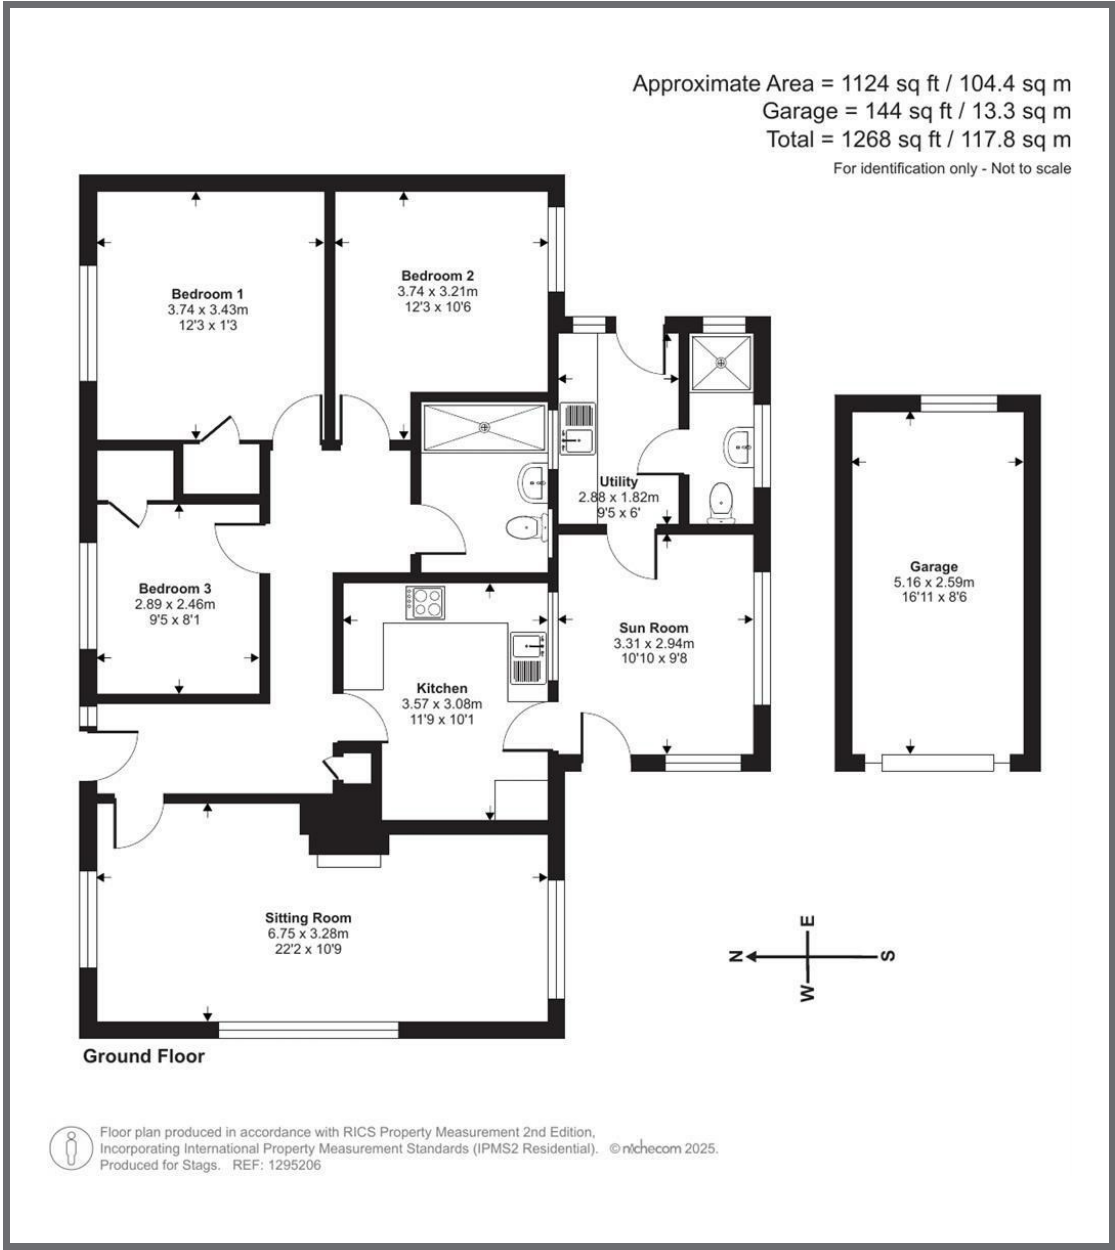 Approximate Area = 1124 sq ft / 104.4 sq m
Garage = 144 sq ft / 13.3 sq m
Total = 1268 sq ft / 117.8 sq m
For identification only - Not to scale
Bedroom 1
3.74 x 3.43m
12'3 x 1'3
Bedroom 2
3.74 x 3.21m
12'3 x 10'6
Utility
2.88 x 1.82m
9'5 x 6'
Bedroom 3
2.89 x 2.46m
9'5 x 8'1
Garage
5.16 x 2.59m
16'11 x 8'6
Sun Room
3.31 x 2.94m
10'10 x 9'8
Kitchen
3.57 x 3.08m
11'9 x 10'1
Sitting Room
6.75 x 3.28m
22'2 x 10'9
E
N
S
W
Ground Floor
Floor plan produced in accordance with RICS Property Measurement 2nd Edition,
Incorporating International Property Measurement Standards (IPMS2 Residential). © nichecom 2025.
Produced for Stags. REF: 1295206